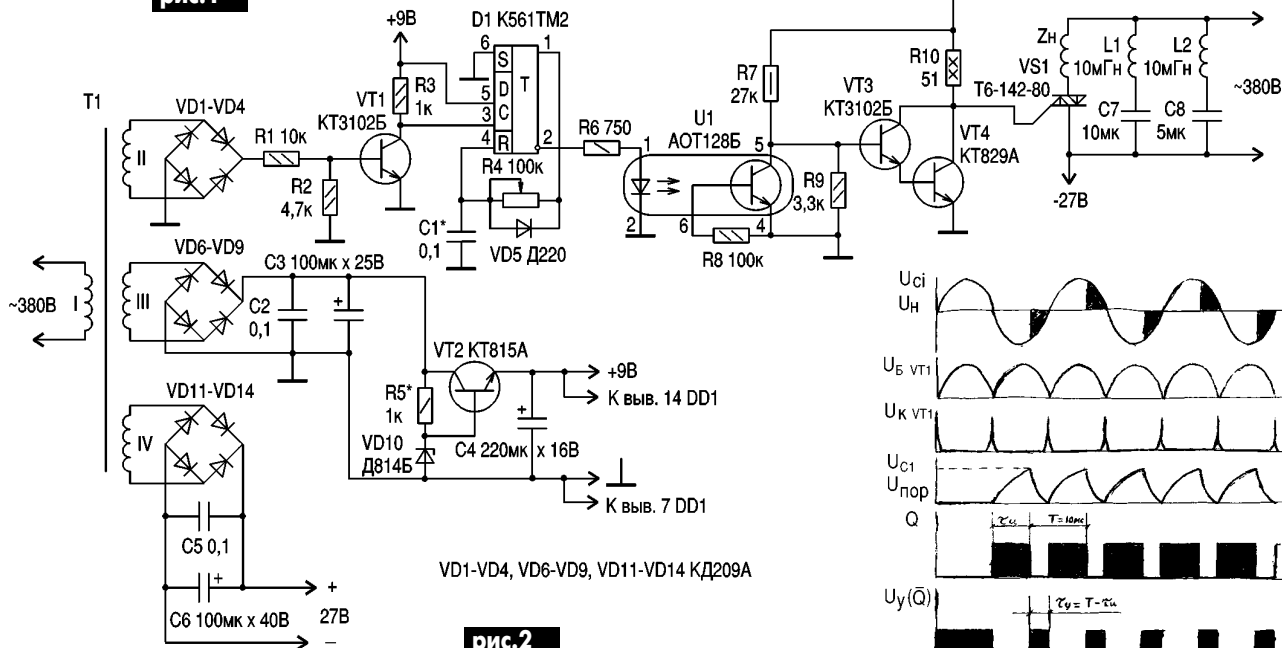 рис.1
+9В
D1 К561ТМ2
6
S
1
D
5
C
3
4
R
T
2
R3
1к
VT1
КТ3102Б
T1
VD1-VD4
II
R1 10к
R2
4,7к
R4 100к
C1*
0,1
VD5 Д220
R6 750
U1
АОТ128Б
1
2
5
4
6
R7
27к
R8 100к
R9
3,3к
VT3
КТ3102Б
R10
51
VT4
КТ829А
Zн
VS1
Т6-142-80
L1
10мГн
L2
10мГн
C7
10мк
C8
5мк
~380В
-27В
VD6-VD9
~380В
I
III
C3 100мк х 25В
C2
0,1
VT2 КТ815А
R5*
1к
VD10
Д814Б
C4 220мк х 16В
+9В
К выв. 14 DD1
К выв. 7 DD1
VD11-VD14
IV
C5 0,1
C6 100мк х 40В
+
27В
–
VD1-VD4, VD6-VD9, VD11-VD14 КД209А
рис.2
Uсі
Uн
UБ VT1
UК VT1
UC1
Uпор
Q
τи
T=10мс
Uу(Q̅)
τу = T - τи